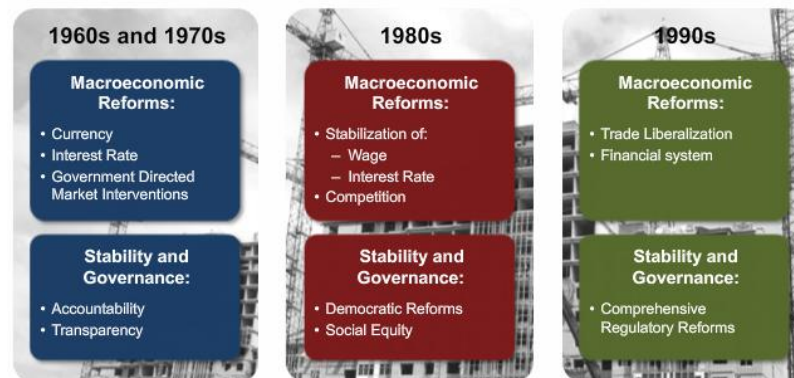 1960s and 1970s
Macroeconomic
Reforms:
• Currency
• Interest Rate
• Government Directed
Market Interventions
Stability and
Governance:
• Accountability
• Transparency
1980s
Macroeconomic
Reforms:
• Stabilization of:
– Wage
– Interest Rate
• Competition
Stability and
Governance:
• Democratic Reforms
• Social Equity
1990s
Macroeconomic
Reforms:
• Trade Liberalization
• Financial system
Stability and
Governance:
• Comprehensive
Regulatory Reforms